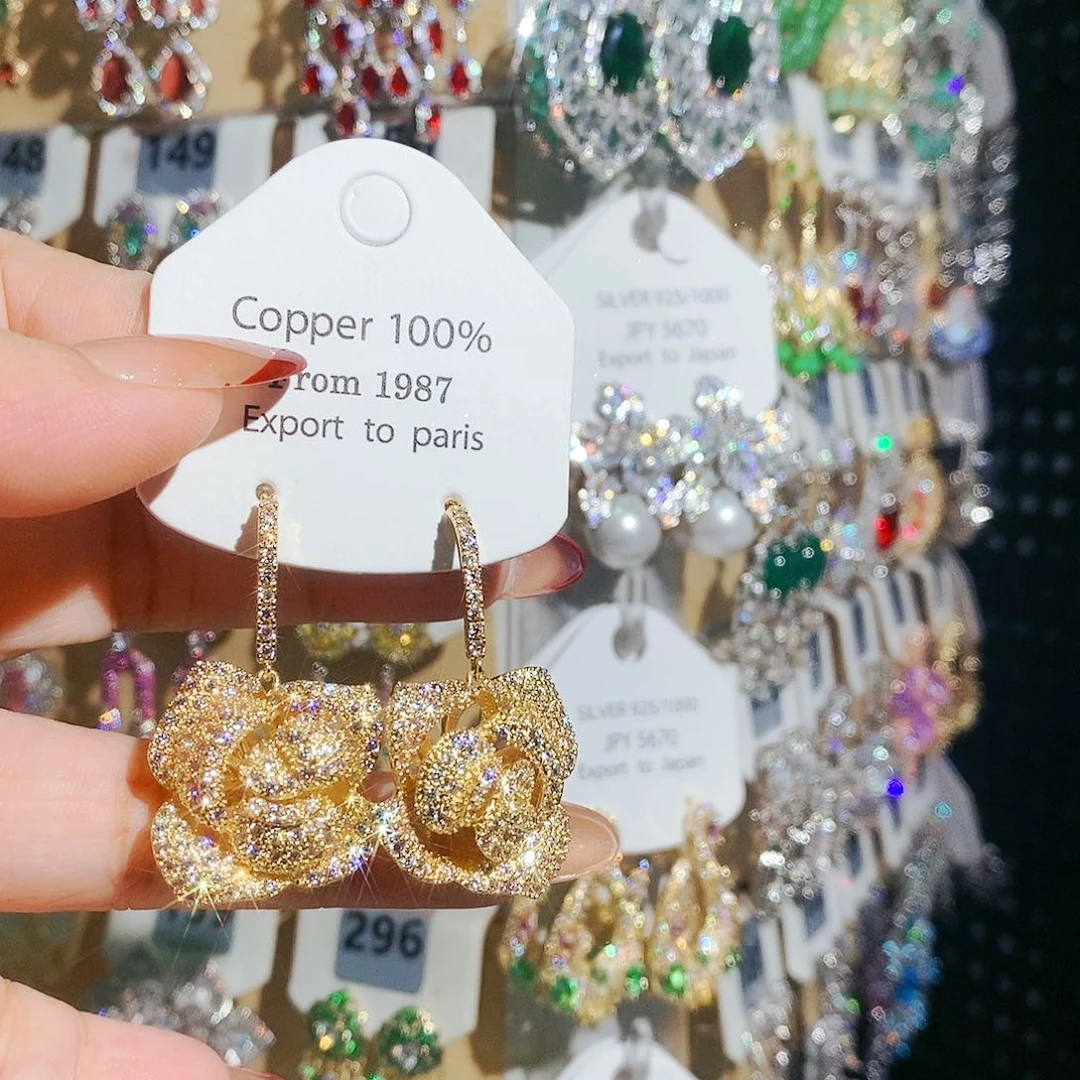 48
149
Copper 100%
From 1987
Export to paris
SILVER 925/1000
JPY 5670
Export to Japan
SILVER 925/1000
JPY 5670
Export to Japan
296